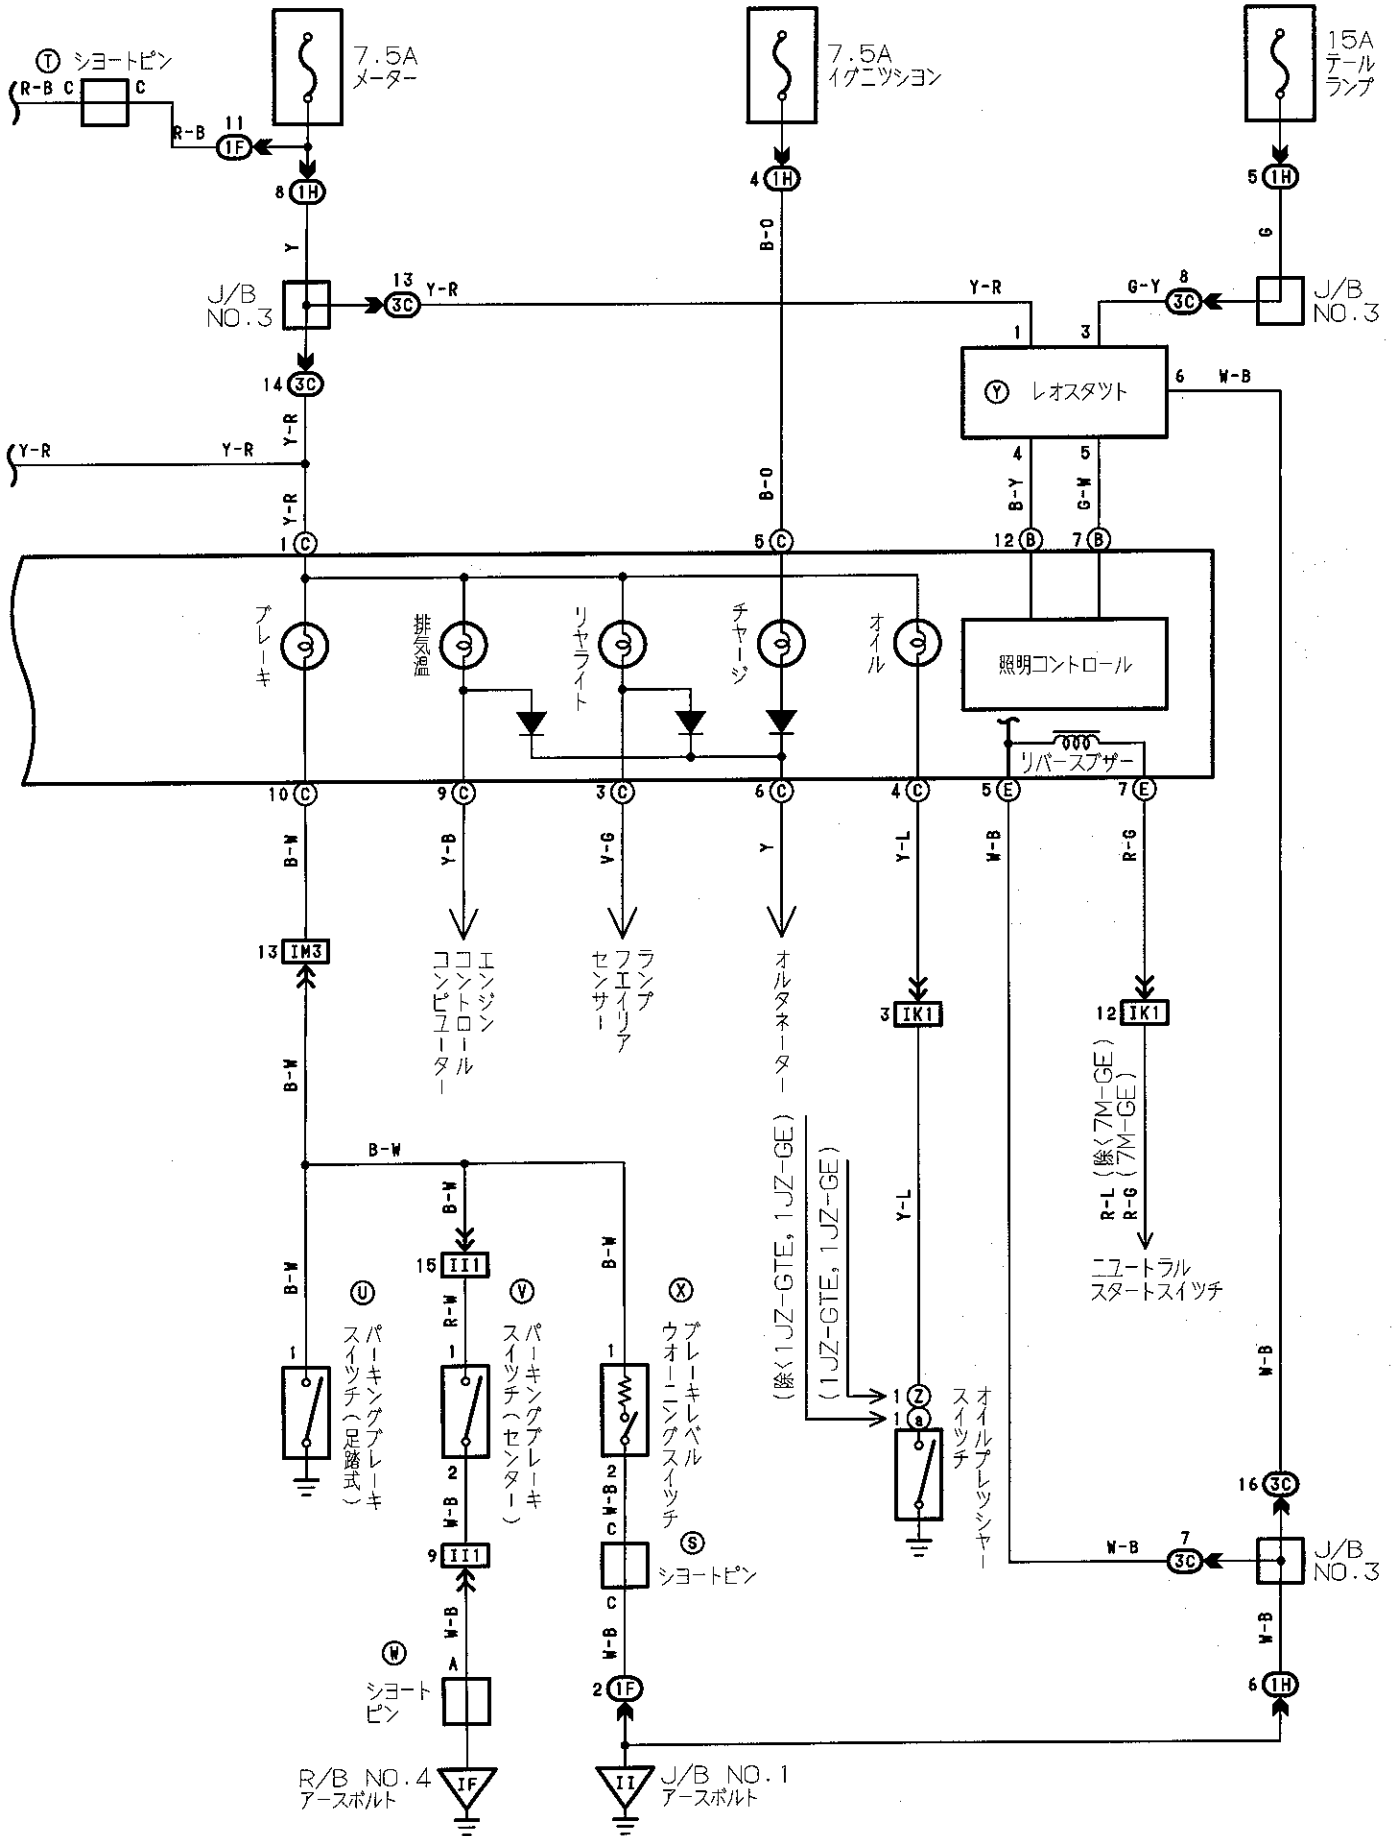 T ショートピン
R-B C
C
R-B
11
1F
7.5A
メーター
8 1H
Y
7.5A
イグニッション
4 1H
B-O
15A
テール
ランプ
5 1H
G
J/B
NO.3
13
3C
Y-R
Y-R
G-Y
8
3C
J/B
NO.3
1
3
14 3C
Y レオスタット
6
W-B
Y-R
Y-R
Y-R
Y-R
4
5
B-O
B-Y
G-W
1 C
5 C
12 B
7 B
ブレーキ
排気温
リヤライト
チャージ
オイル
照明コントロール
リバースブザー
10 C
9 C
3 C
6 C
4 C
5 E
7 E
B-W
Y-B
V-G
Y
Y-L
W-B
R-G
13 IM3
エンジン
コントロール
コンピューター
ランプ
フェイリア
センサー
オルタネーター
3 IK1
12 IK1
B-W
B-W
B-W
(除く1JZ-GTE, 1JZ-GE)
(1JZ-GTE, 1JZ-GE)
Y-L
R-L (除く7M-GE)
R-G (7M-GE)
ニュートラル
スタートスイッチ
15 II1
B-W
B-W
R-W
U
パーキングブレーキ
スイッチ(足踏式)
V
パーキングブレーキ
スイッチ(センター)
X
ブレーキレベル
ウォーニングスイッチ
W-B
1
1
1
1 Z
1 a
オイルプレッシャー
スイッチ
2
2
W-B
W-B
C
16 3C
9 II1
S
ショートピン
C
W-B
7
3C
J/B
NO.3
W-B
W-B
W-B
W
ショート
ピン
A
2 1F
6 1H
R/B NO.4
アースボルト
IF
II
J/B NO.1
アースボルト